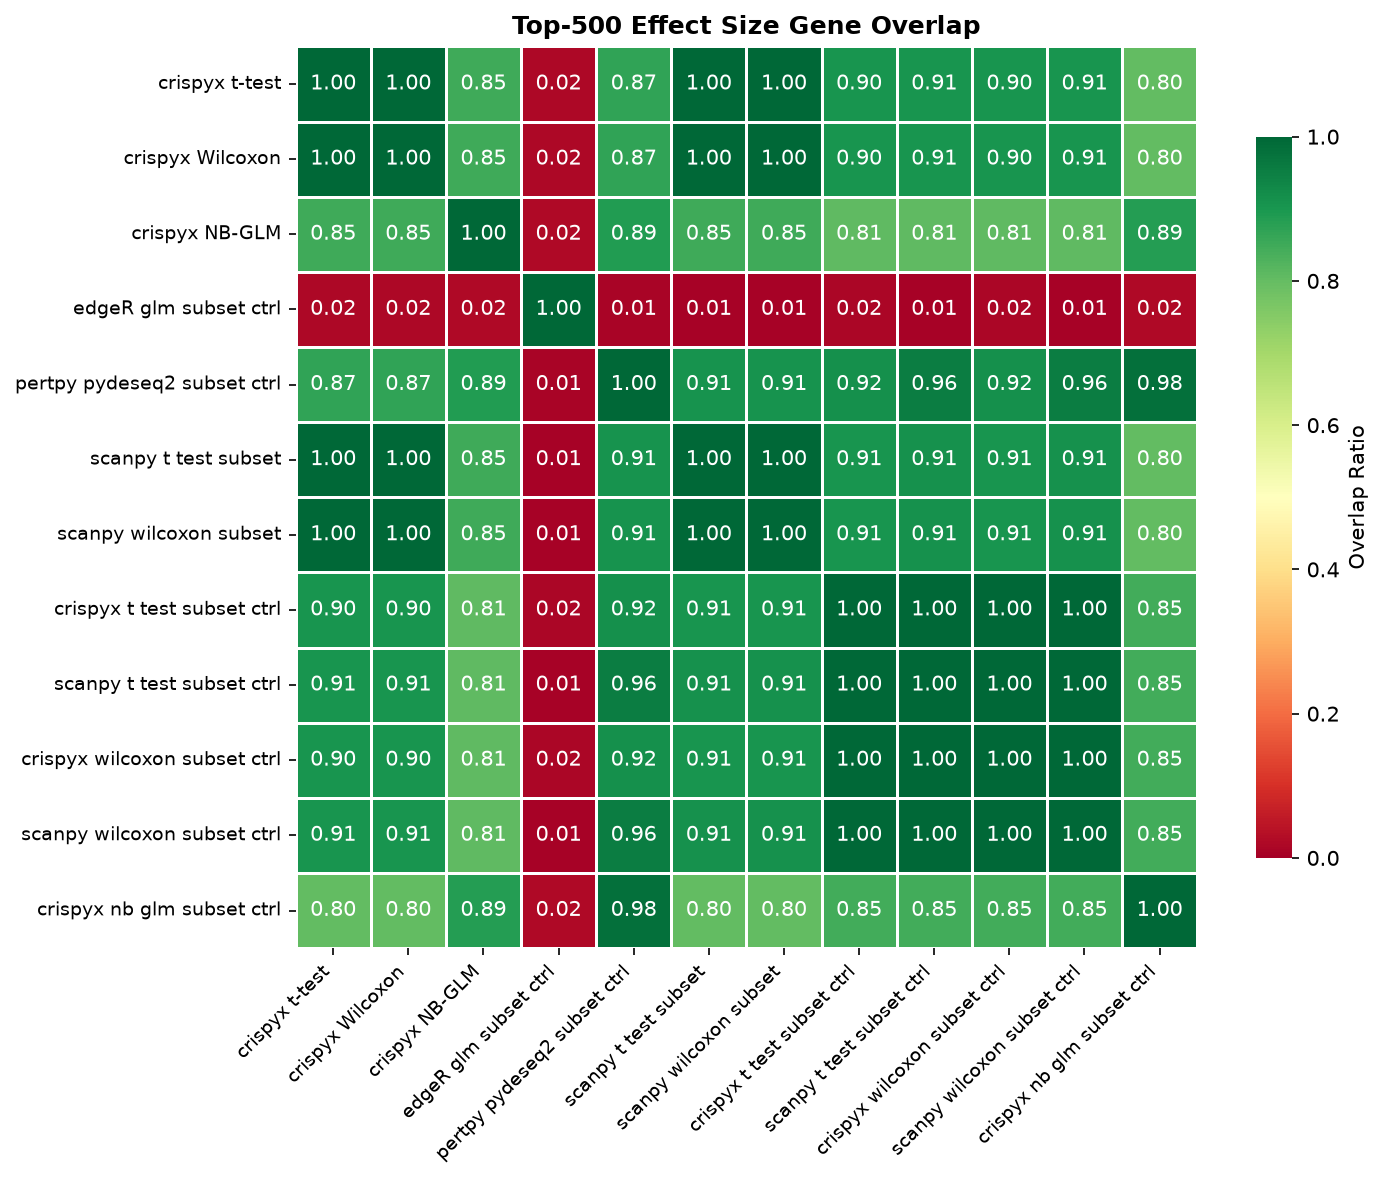 Top-500 Effect Size Gene Overlap
crispyx t-test 1.00 1.00 0.85 0.02 0.87 1.00 1.00 0.90 0.91 0.90 0.91 0.80
crispyx Wilcoxon 1.00 1.00 0.85 0.02 0.87 1.00 1.00 0.90 0.91 0.90 0.91 0.80
crispyx NB-GLM 0.85 0.85 1.00 0.02 0.89 0.85 0.85 0.81 0.81 0.81 0.81 0.89
edgeR glm subset ctrl 0.02 0.02 0.02 1.00 0.01 0.01 0.01 0.02 0.01 0.02 0.01 0.02
pertpy pydeseq2 subset ctrl 0.87 0.87 0.89 0.01 1.00 0.91 0.91 0.92 0.96 0.92 0.96 0.98
scanpy t test subset 1.00 1.00 0.85 0.01 0.91 1.00 1.00 0.91 0.91 0.91 0.91 0.80
scanpy wilcoxon subset 1.00 1.00 0.85 0.01 0.91 1.00 1.00 0.91 0.91 0.91 0.91 0.80
crispyx t test subset ctrl 0.90 0.90 0.81 0.02 0.92 0.91 0.91 1.00 1.00 1.00 1.00 0.85
scanpy t test subset ctrl 0.91 0.91 0.81 0.01 0.96 0.91 0.91 1.00 1.00 1.00 1.00 0.85
crispyx wilcoxon subset ctrl 0.90 0.90 0.81 0.02 0.92 0.91 0.91 1.00 1.00 1.00 1.00 0.85
scanpy wilcoxon subset ctrl 0.91 0.91 0.81 0.01 0.96 0.91 0.91 1.00 1.00 1.00 1.00 0.85
crispyx nb glm subset ctrl 0.80 0.80 0.89 0.02 0.98 0.80 0.80 0.85 0.85 0.85 0.85 1.00
crispyx t-test
crispyx Wilcoxon
crispyx NB-GLM
edgeR glm subset ctrl
pertpy pydeseq2 subset ctrl
scanpy t test subset
scanpy wilcoxon subset
crispyx t test subset ctrl
scanpy t test subset ctrl
crispyx wilcoxon subset ctrl
scanpy wilcoxon subset ctrl
crispyx nb glm subset ctrl
1.0
0.8
0.6
0.4
0.2
0.0
Overlap Ratio